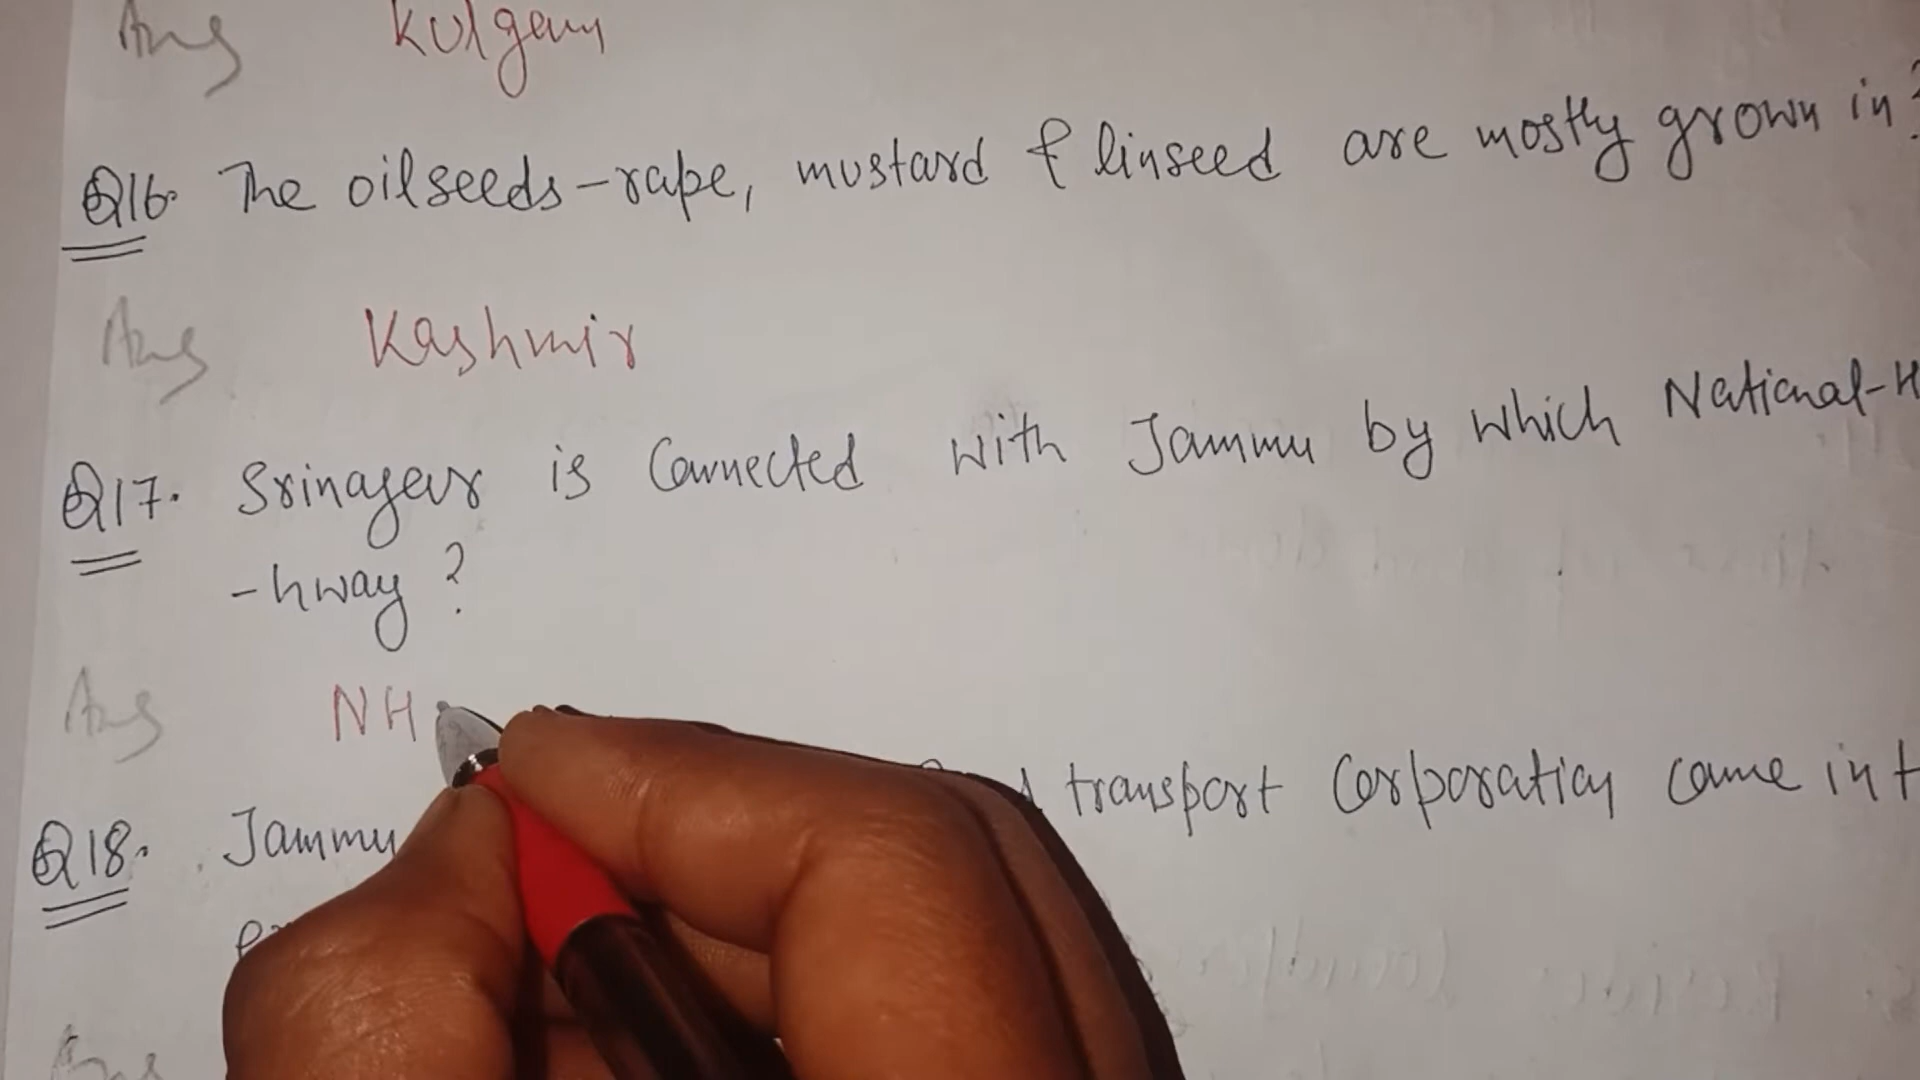 Ans Kulgam
Q16. The oilseeds-rape, mustard & linseed are mostly grown in?
Ans Kashmir
Q17. Srinagar is Connected with Jammu by which National-H
-hway ?
Ans NH
Q18. Jammu transport Corporation came int
Ans